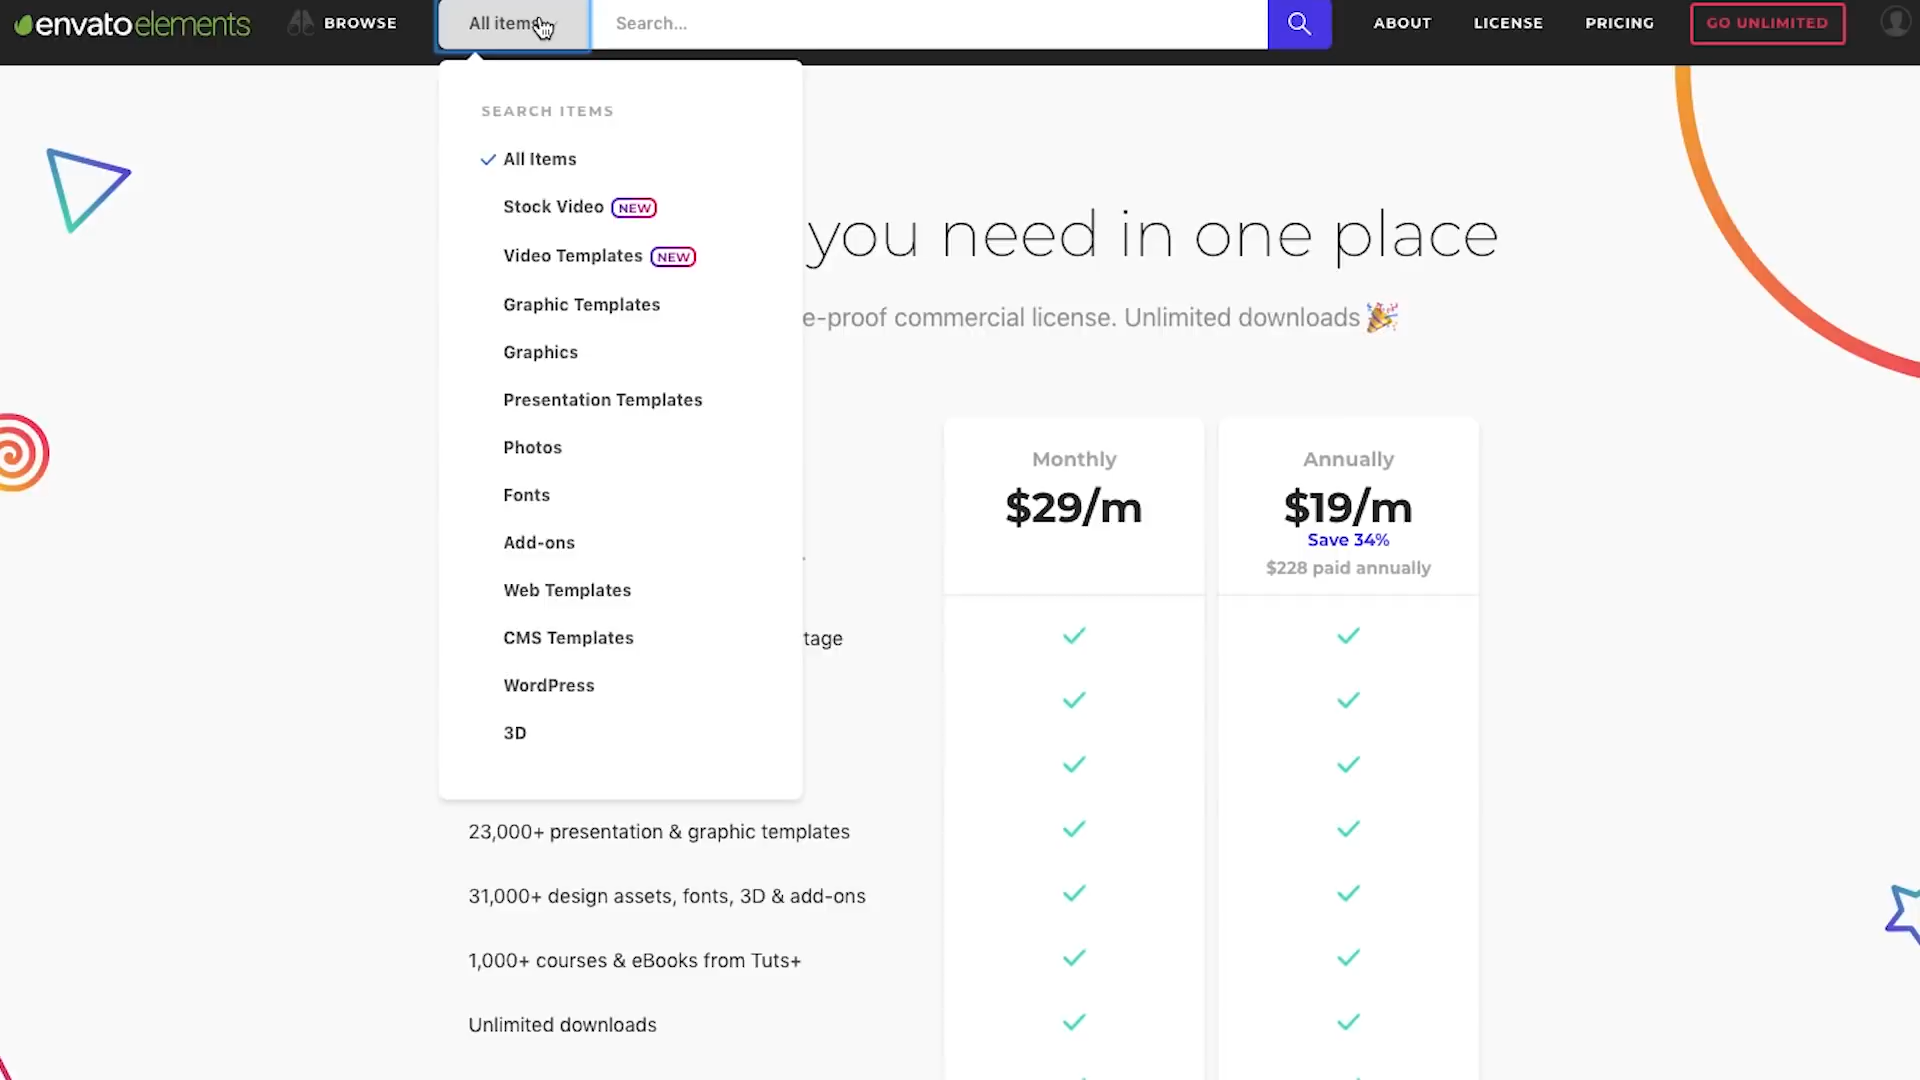 envatoelements
BROWSE
All items
Search...
ABOUT
LICENSE
PRICING
GO UNLIMITED
SEARCH ITEMS
All Items
Stock Video NEW
Video Templates NEW
Graphic Templates
Graphics
Presentation Templates
Photos
Fonts
Add-ons
Web Templates
CMS Templates
WordPress
3D
you need in one place
e-proof commercial license. Unlimited downloads
Monthly
$29/m
Annually
$19/m
Save 34%
$228 paid annually
tage
23,000+ presentation & graphic templates
31,000+ design assets, fonts, 3D & add-ons
1,000+ courses & eBooks from Tuts+
Unlimited downloads